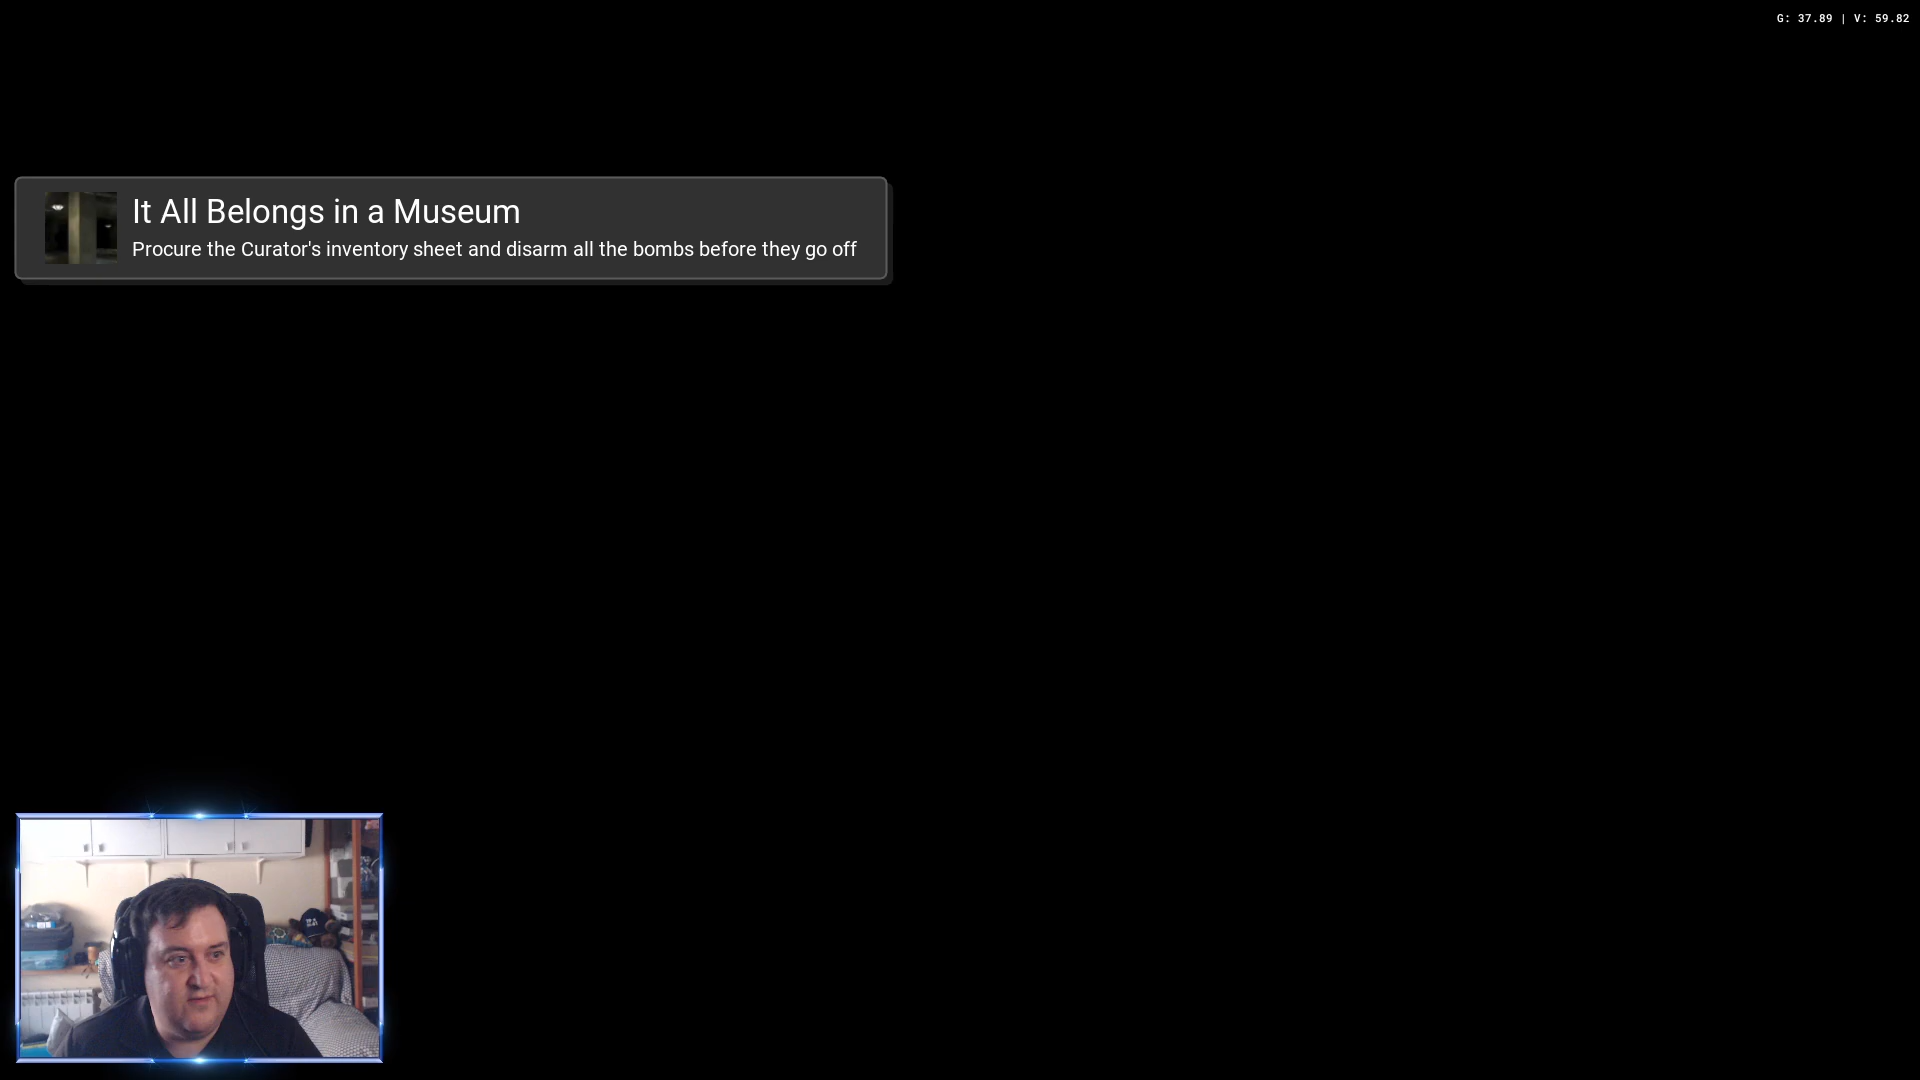 G: 37.89 | V: 59.82
It All Belongs in a Museum
Procure the Curator's inventory sheet and disarm all the bombs before they go off